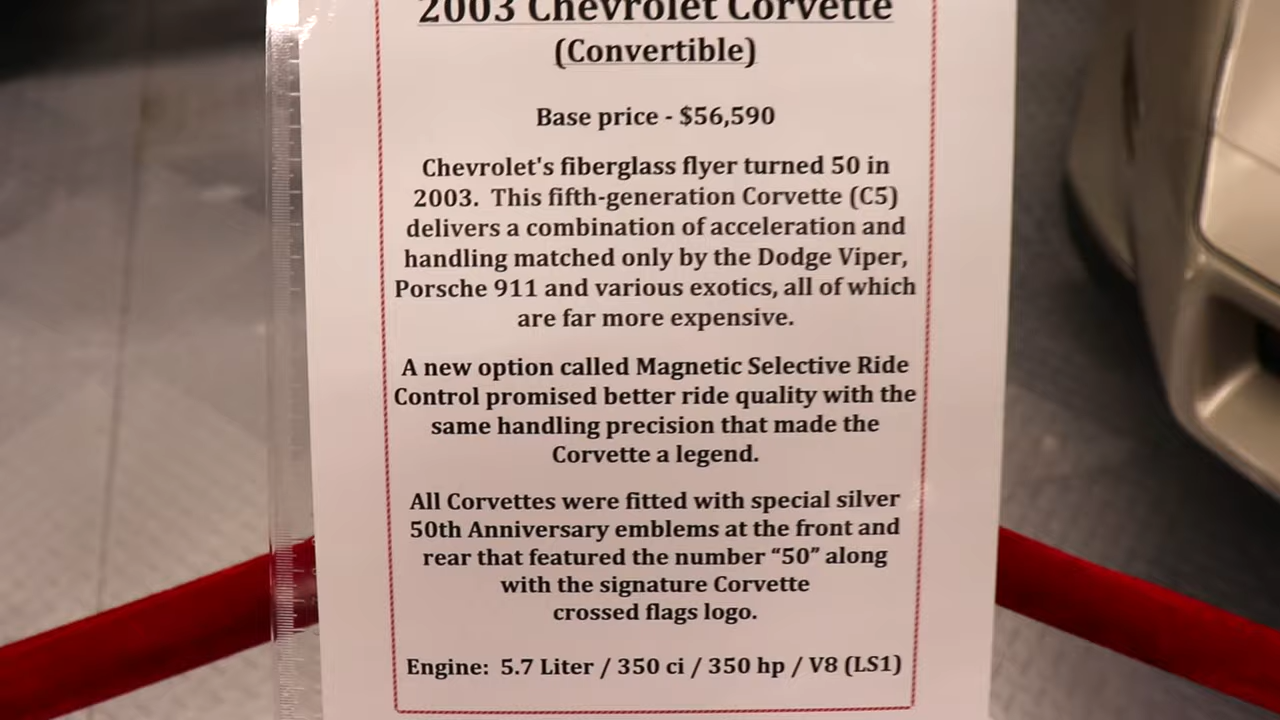 2003 Chevrolet Corvette
(Convertible)
Base price - $56,590
Chevrolet's fiberglass flyer turned 50 in
2003.  This fifth-generation Corvette (C5)
delivers a combination of acceleration and
handling matched only by the Dodge Viper,
Porsche 911 and various exotics, all of which
are far more expensive.
A new option called Magnetic Selective Ride
Control promised better ride quality with the
same handling precision that made the
Corvette a legend.
All Corvettes were fitted with special silver
50th Anniversary emblems at the front and
rear that featured the number “50” along
with the signature Corvette
crossed flags logo.
Engine:  5.7 Liter / 350 ci / 350 hp / V8 (LS1)